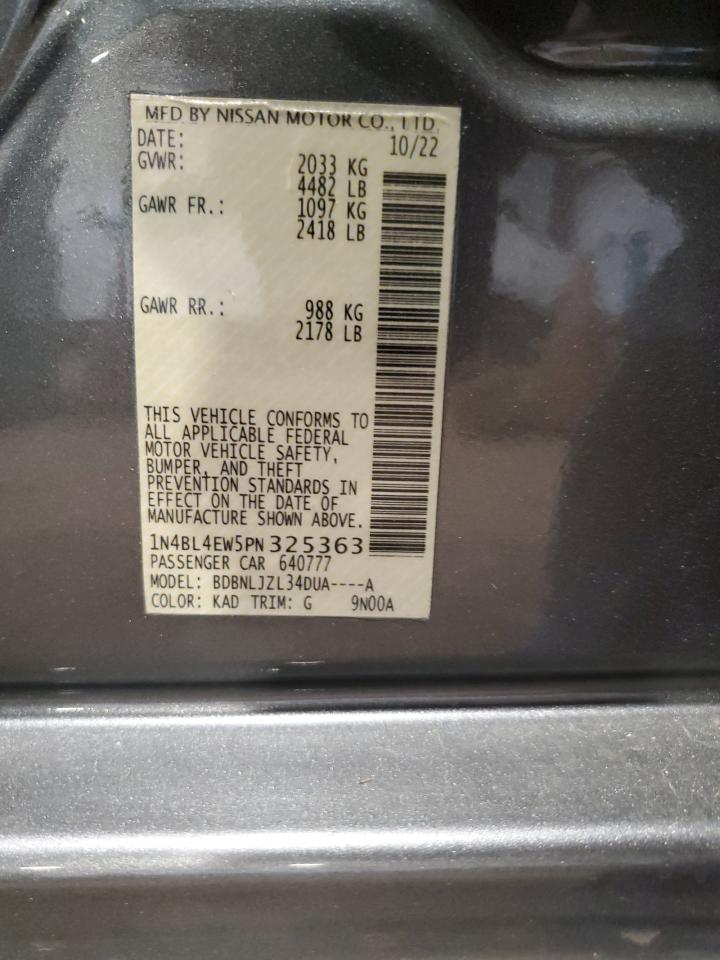 MFD BY NISSAN MOTOR CO., LTD.
DATE: 10/22
GVWR: 2033 KG
4482 LB
GAWR FR.: 1097 KG
2418 LB
GAWR RR.: 988 KG
2178 LB
THIS VEHICLE CONFORMS TO
ALL APPLICABLE FEDERAL
MOTOR VEHICLE SAFETY,
BUMPER, AND THEFT
PREVENTION STANDARDS IN
EFFECT ON THE DATE OF
MANUFACTURE SHOWN ABOVE.
1N4BL4EW5PN325363
PASSENGER CAR 640777
MODEL: BDBNLJZL34DUA----A
COLOR: KAD TRIM: G 9N00A